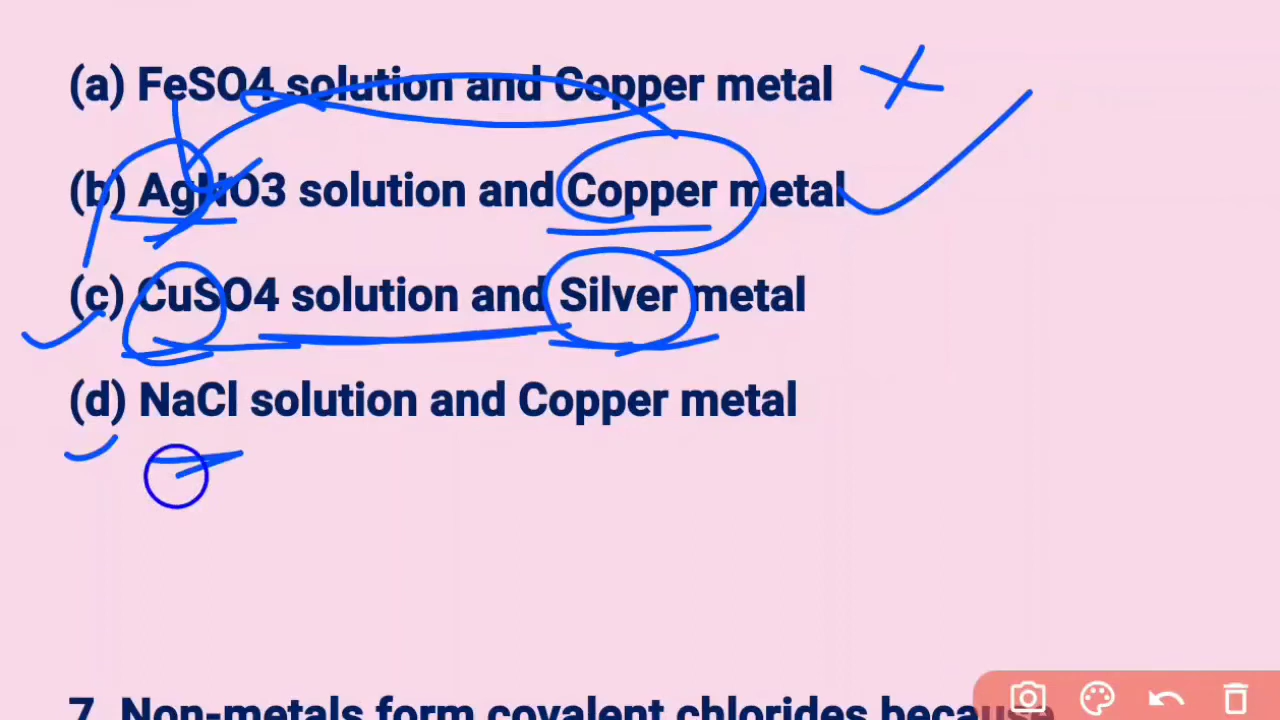 (a) FeSO4 solution and Copper metal
(b) AgNO3 solution and Copper metal
(c) CuSO4 solution and Silver metal
(d) NaCl solution and Copper metal
7. Non-metals form covalent chlorides because